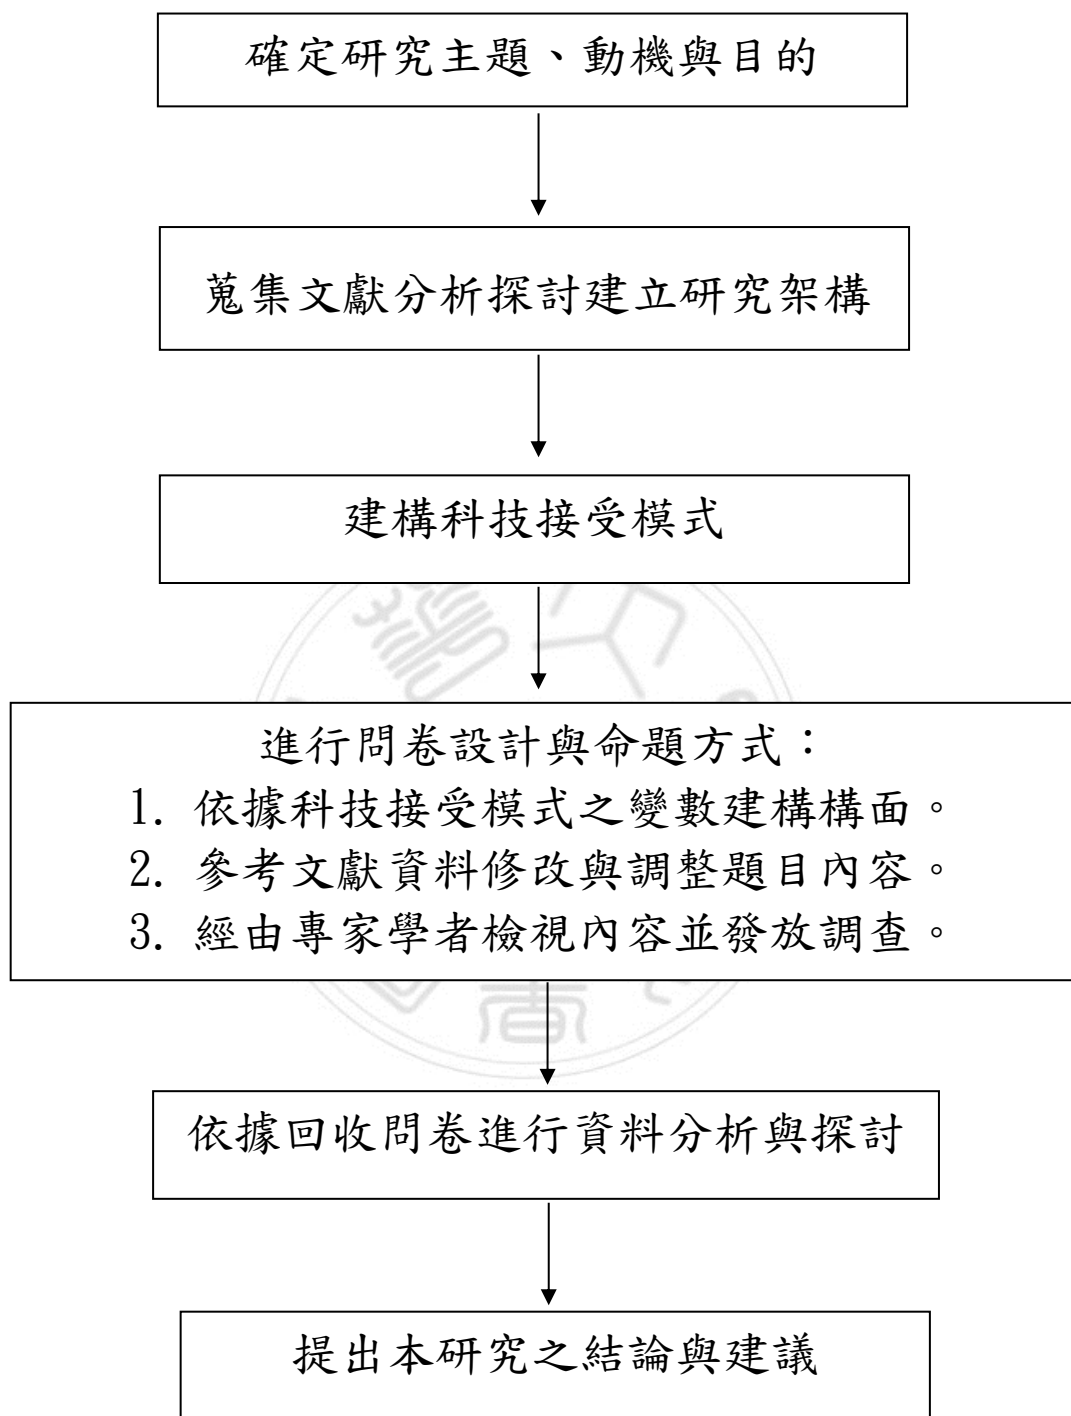 確定研究主題、動機與目的
蒐集文獻分析探討建立研究架構
建構科技接受模式
進行問卷設計與命題方式：
1. 依據科技接受模式之變數建構構面。
2. 參考文獻資料修改與調整題目內容。
3. 經由專家學者檢視內容並發放調查。
依據回收問卷進行資料分析與探討
提出本研究之結論與建議